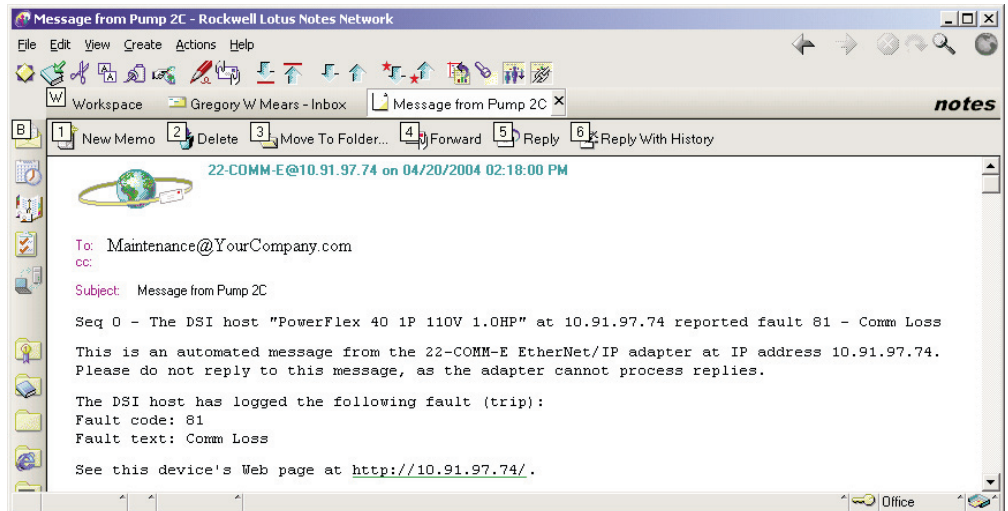 Message from Pump 2C - Rockwell Lotus Notes Network
File Edit View Create Actions Help
W Workspace Gregory W Mears - Inbox Message from Pump 2C notes
B 1 New Memo 2 Delete 3 Move To Folder... 4 Forward 5 Reply 6 Reply With History
22-COMM-E@10.91.97.74 on 04/20/2004 02:18:00 PM
To: Maintenance@YourCompany.com
cc:
Subject: Message from Pump 2C
Seq 0 - The DSI host "PowerFlex 40 1P 110V 1.0HP" at 10.91.97.74 reported fault 81 - Comm Loss
This is an automated message from the 22-COMM-E EtherNet/IP adapter at IP address 10.91.97.74.
Please do not reply to this message, as the adapter cannot process replies.
The DSI host has logged the following fault (trip):
Fault code: 81
Fault text: Comm Loss
See this device's Web page at http://10.91.97.74/.
Office